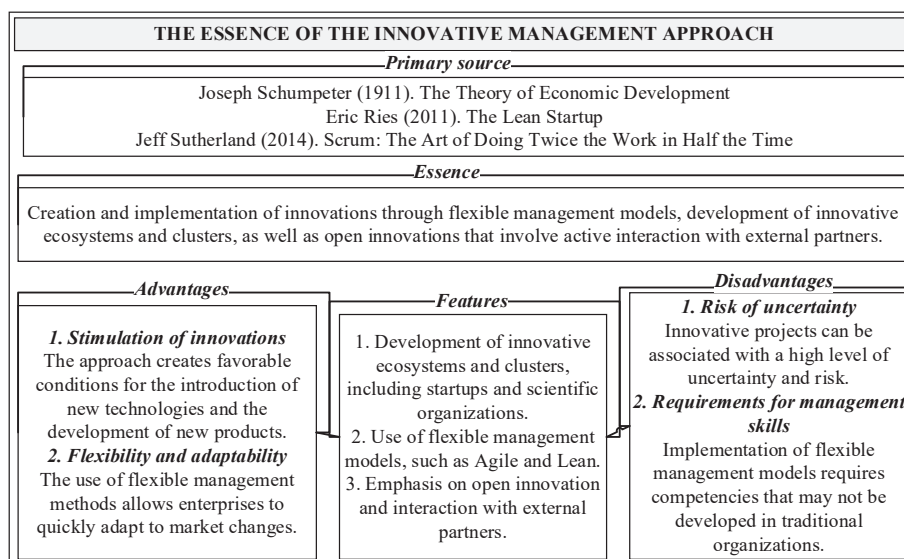 THE ESSENCE OF THE INNOVATIVE MANAGEMENT APPROACH
Primary source
Joseph Schumpeter (1911). The Theory of Economic Development
Eric Ries (2011). The Lean Startup
Jeff Sutherland (2014). Scrum: The Art of Doing Twice the Work in Half the Time
Essence
Creation and implementation of innovations through flexible management models, development of innovative
ecosystems and clusters, as well as open innovations that involve active interaction with external partners.
Advantages
1. Stimulation of innovations
The approach creates favorable
conditions for the introduction of
new technologies and the
development of new products.
2. Flexibility and adaptability
The use of flexible management
methods allows enterprises to
quickly adapt to market changes.
Features
1. Development of innovative
ecosystems and clusters,
including startups and scientific
organizations.
2. Use of flexible management
models, such as Agile and Lean.
3. Emphasis on open innovation
and interaction with external
partners.
Disadvantages
1. Risk of uncertainty
Innovative projects can be
associated with a high level of
uncertainty and risk.
2. Requirements for management
skills
Implementation of flexible
management models requires
competencies that may not be
developed in traditional
organizations.